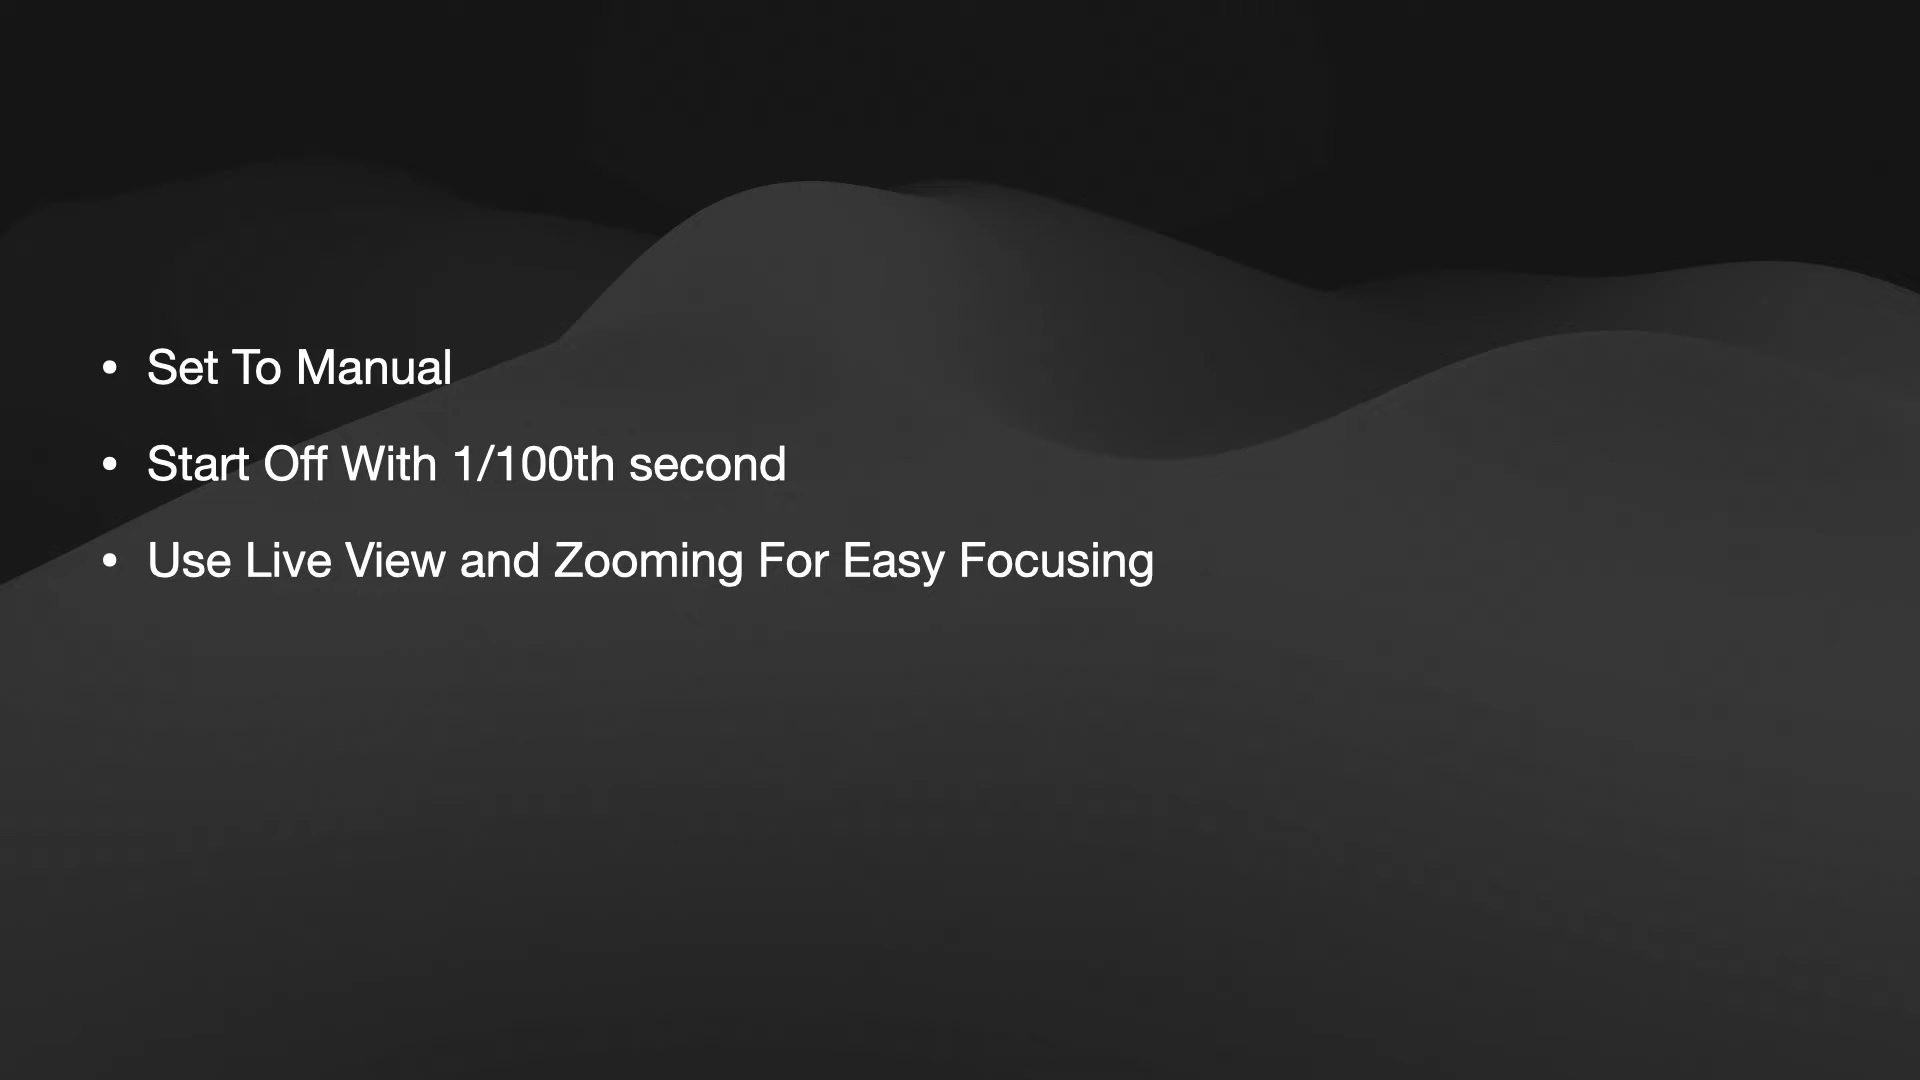 • Set To Manual
• Start Off With 1/100th second
• Use Live View and Zooming For Easy Focusing